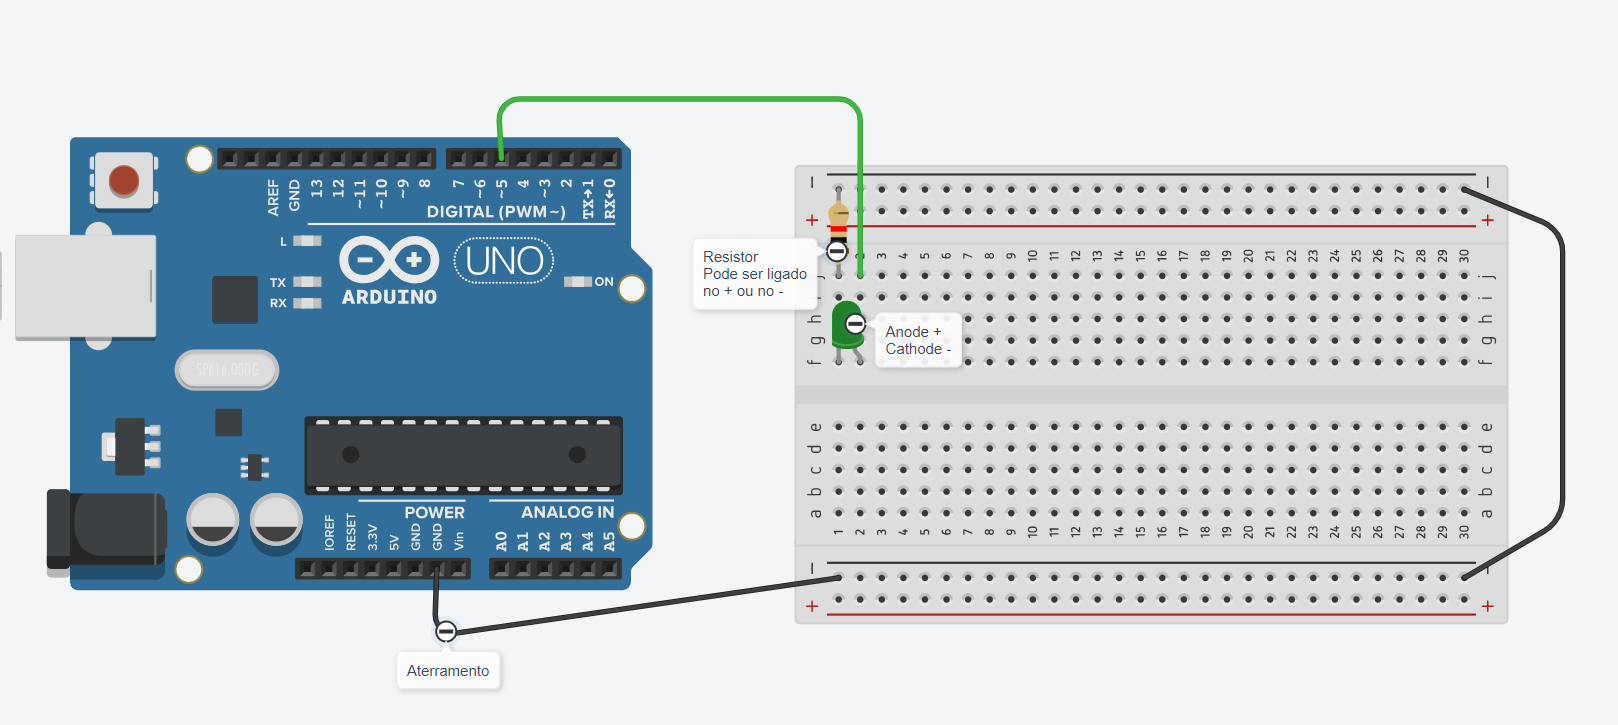 AREF
GND
13
12
~11
~10
~9
8
7
~6
~5
4
~3
2
TX→1
RX←0
DIGITAL (PWM~)
L
TX
RX
UNO
ARDUINO
ON
SPK16.000G
POWER
ANALOG IN
IOREF
RESET
3.3V
5V
GND
GND
Vin
A0
A1
A2
A3
A4
A5
Aterramento
Resistor
Pode ser ligado
no + ou no -
Anode +
Cathode -
− −
+ +
3 4 5 6 7 8 9 10 11 12 13 14 15 16 17 18 19 20 21 22 23 24 25 26 27 28 29 30
j j
i
h h
g g
f f
e e
d d
c c
b b
a a
1 2 3 4 5 6 7 8 9 10 11 12 13 14 15 16 17 18 19 20 21 22 23 24 25 26 27 28 29 30
− −
+ +